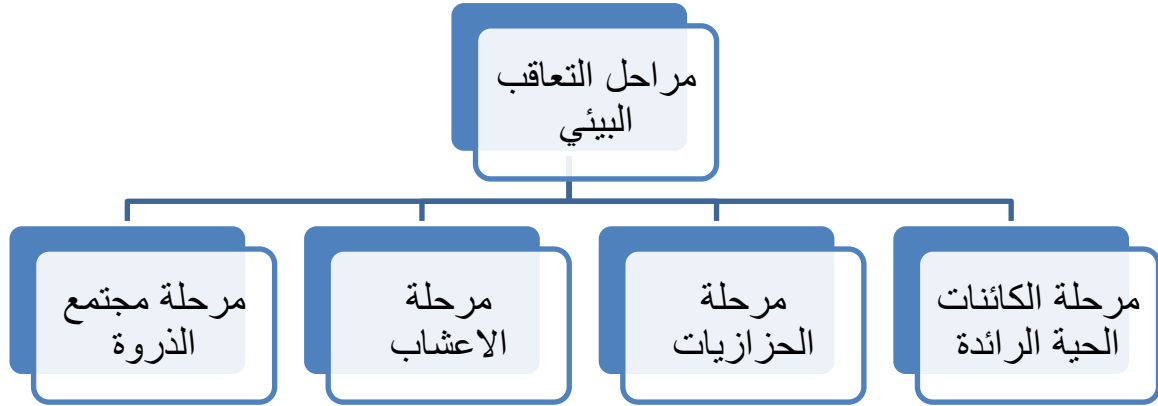 مراحل التعاقب
البيئي
مرحلة الكائنات
الحية الرائدة
مرحلة
الحزازيات
مرحلة
الاعشاب
مرحلة مجتمع
الذروة